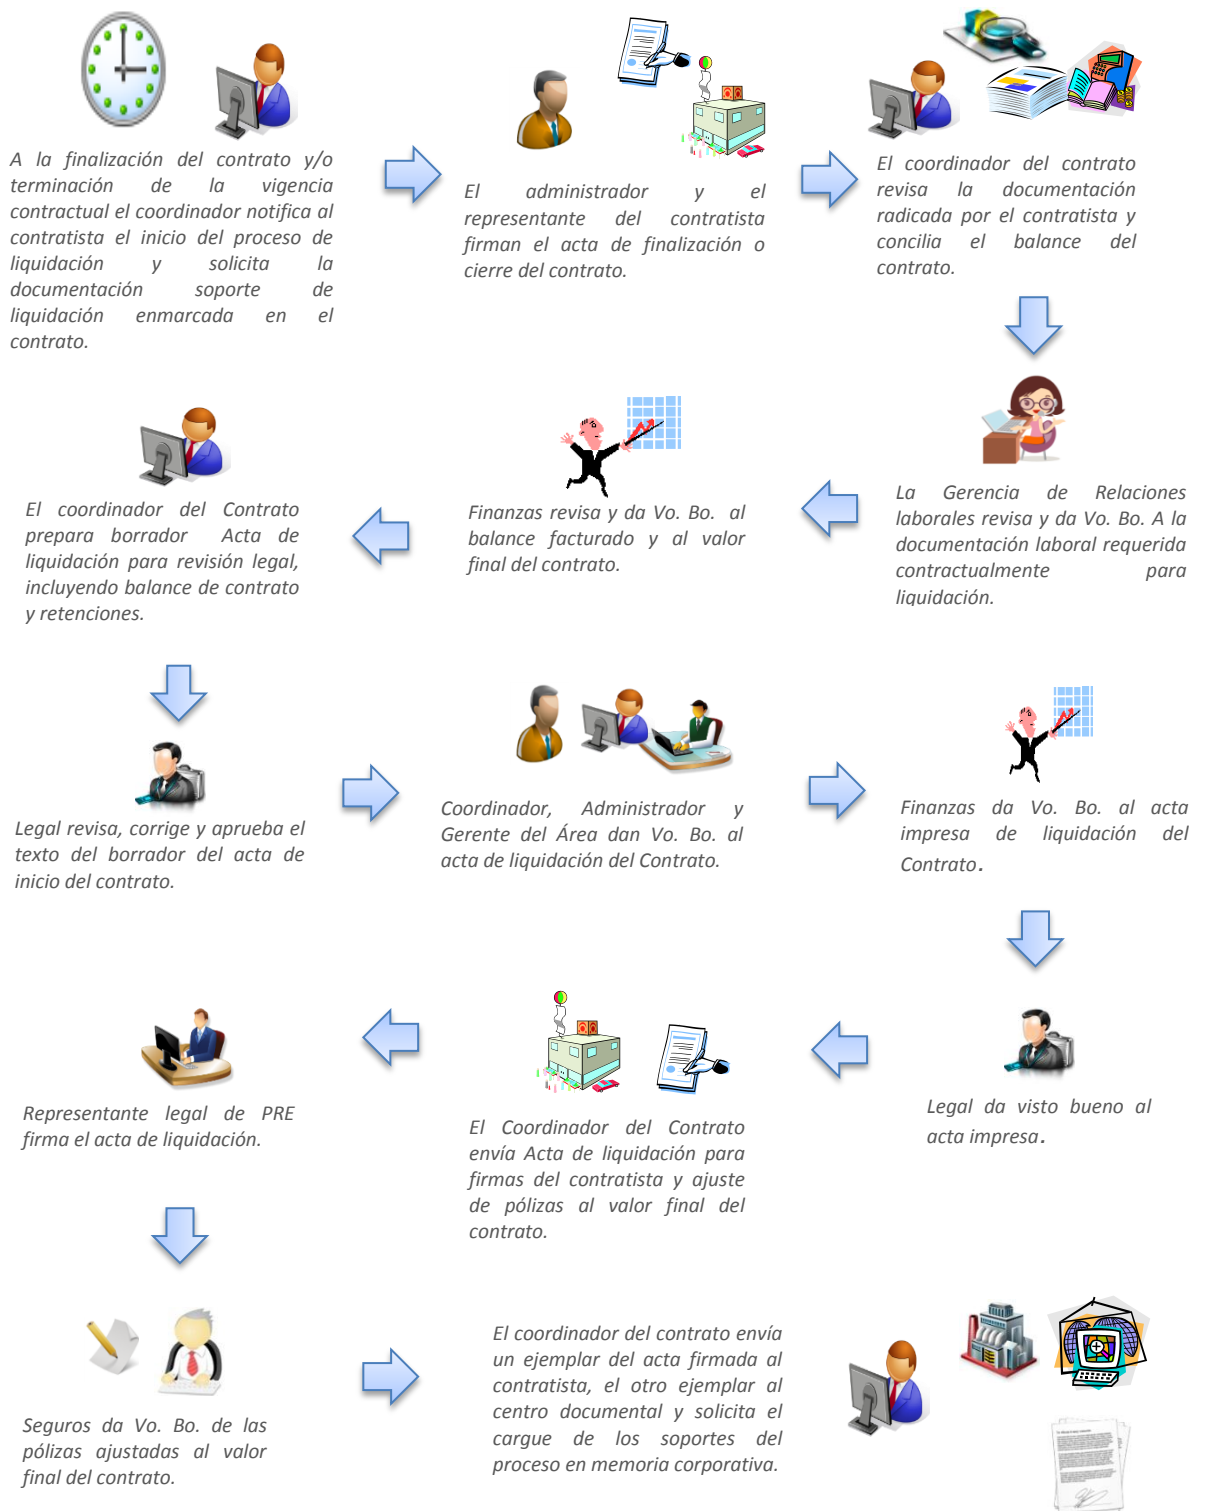 A la finalización del contrato y/o
terminación de la vigencia
contractual el coordinador notifica al
contratista el inicio del proceso de
liquidación y solicita la
documentación soporte de
liquidación enmarcada en el
contrato.
El administrador y el
representante del contratista
firman el acta de finalización o
cierre del contrato.
El coordinador del contrato
revisa la documentación
radicada por el contratista y
concilia el balance del
contrato.
La Gerencia de Relaciones
laborales revisa y da Vo. Bo. A la
documentación laboral requerida
contractualmente para
liquidación.
Finanzas revisa y da Vo. Bo. al
balance facturado y al valor
final del contrato.
El coordinador del Contrato
prepara borrador Acta de
liquidación para revisión legal,
incluyendo balance de contrato
y retenciones.
Legal revisa, corrige y aprueba el
texto del borrador del acta de
inicio del contrato.
Coordinador, Administrador y
Gerente del Área dan Vo. Bo. al
acta de liquidación del Contrato.
Finanzas da Vo. Bo. al acta
impresa de liquidación del
Contrato.
Legal da visto bueno al
acta impresa.
El Coordinador del Contrato
envía Acta de liquidación para
firmas del contratista y ajuste
de pólizas al valor final del
contrato.
Representante legal de PRE
firma el acta de liquidación.
Seguros da Vo. Bo. de las
pólizas ajustadas al valor
final del contrato.
El coordinador del contrato envía
un ejemplar del acta firmada al
contratista, el otro ejemplar al
centro documental y solicita el
cargue de los soportes del
proceso en memoria corporativa.